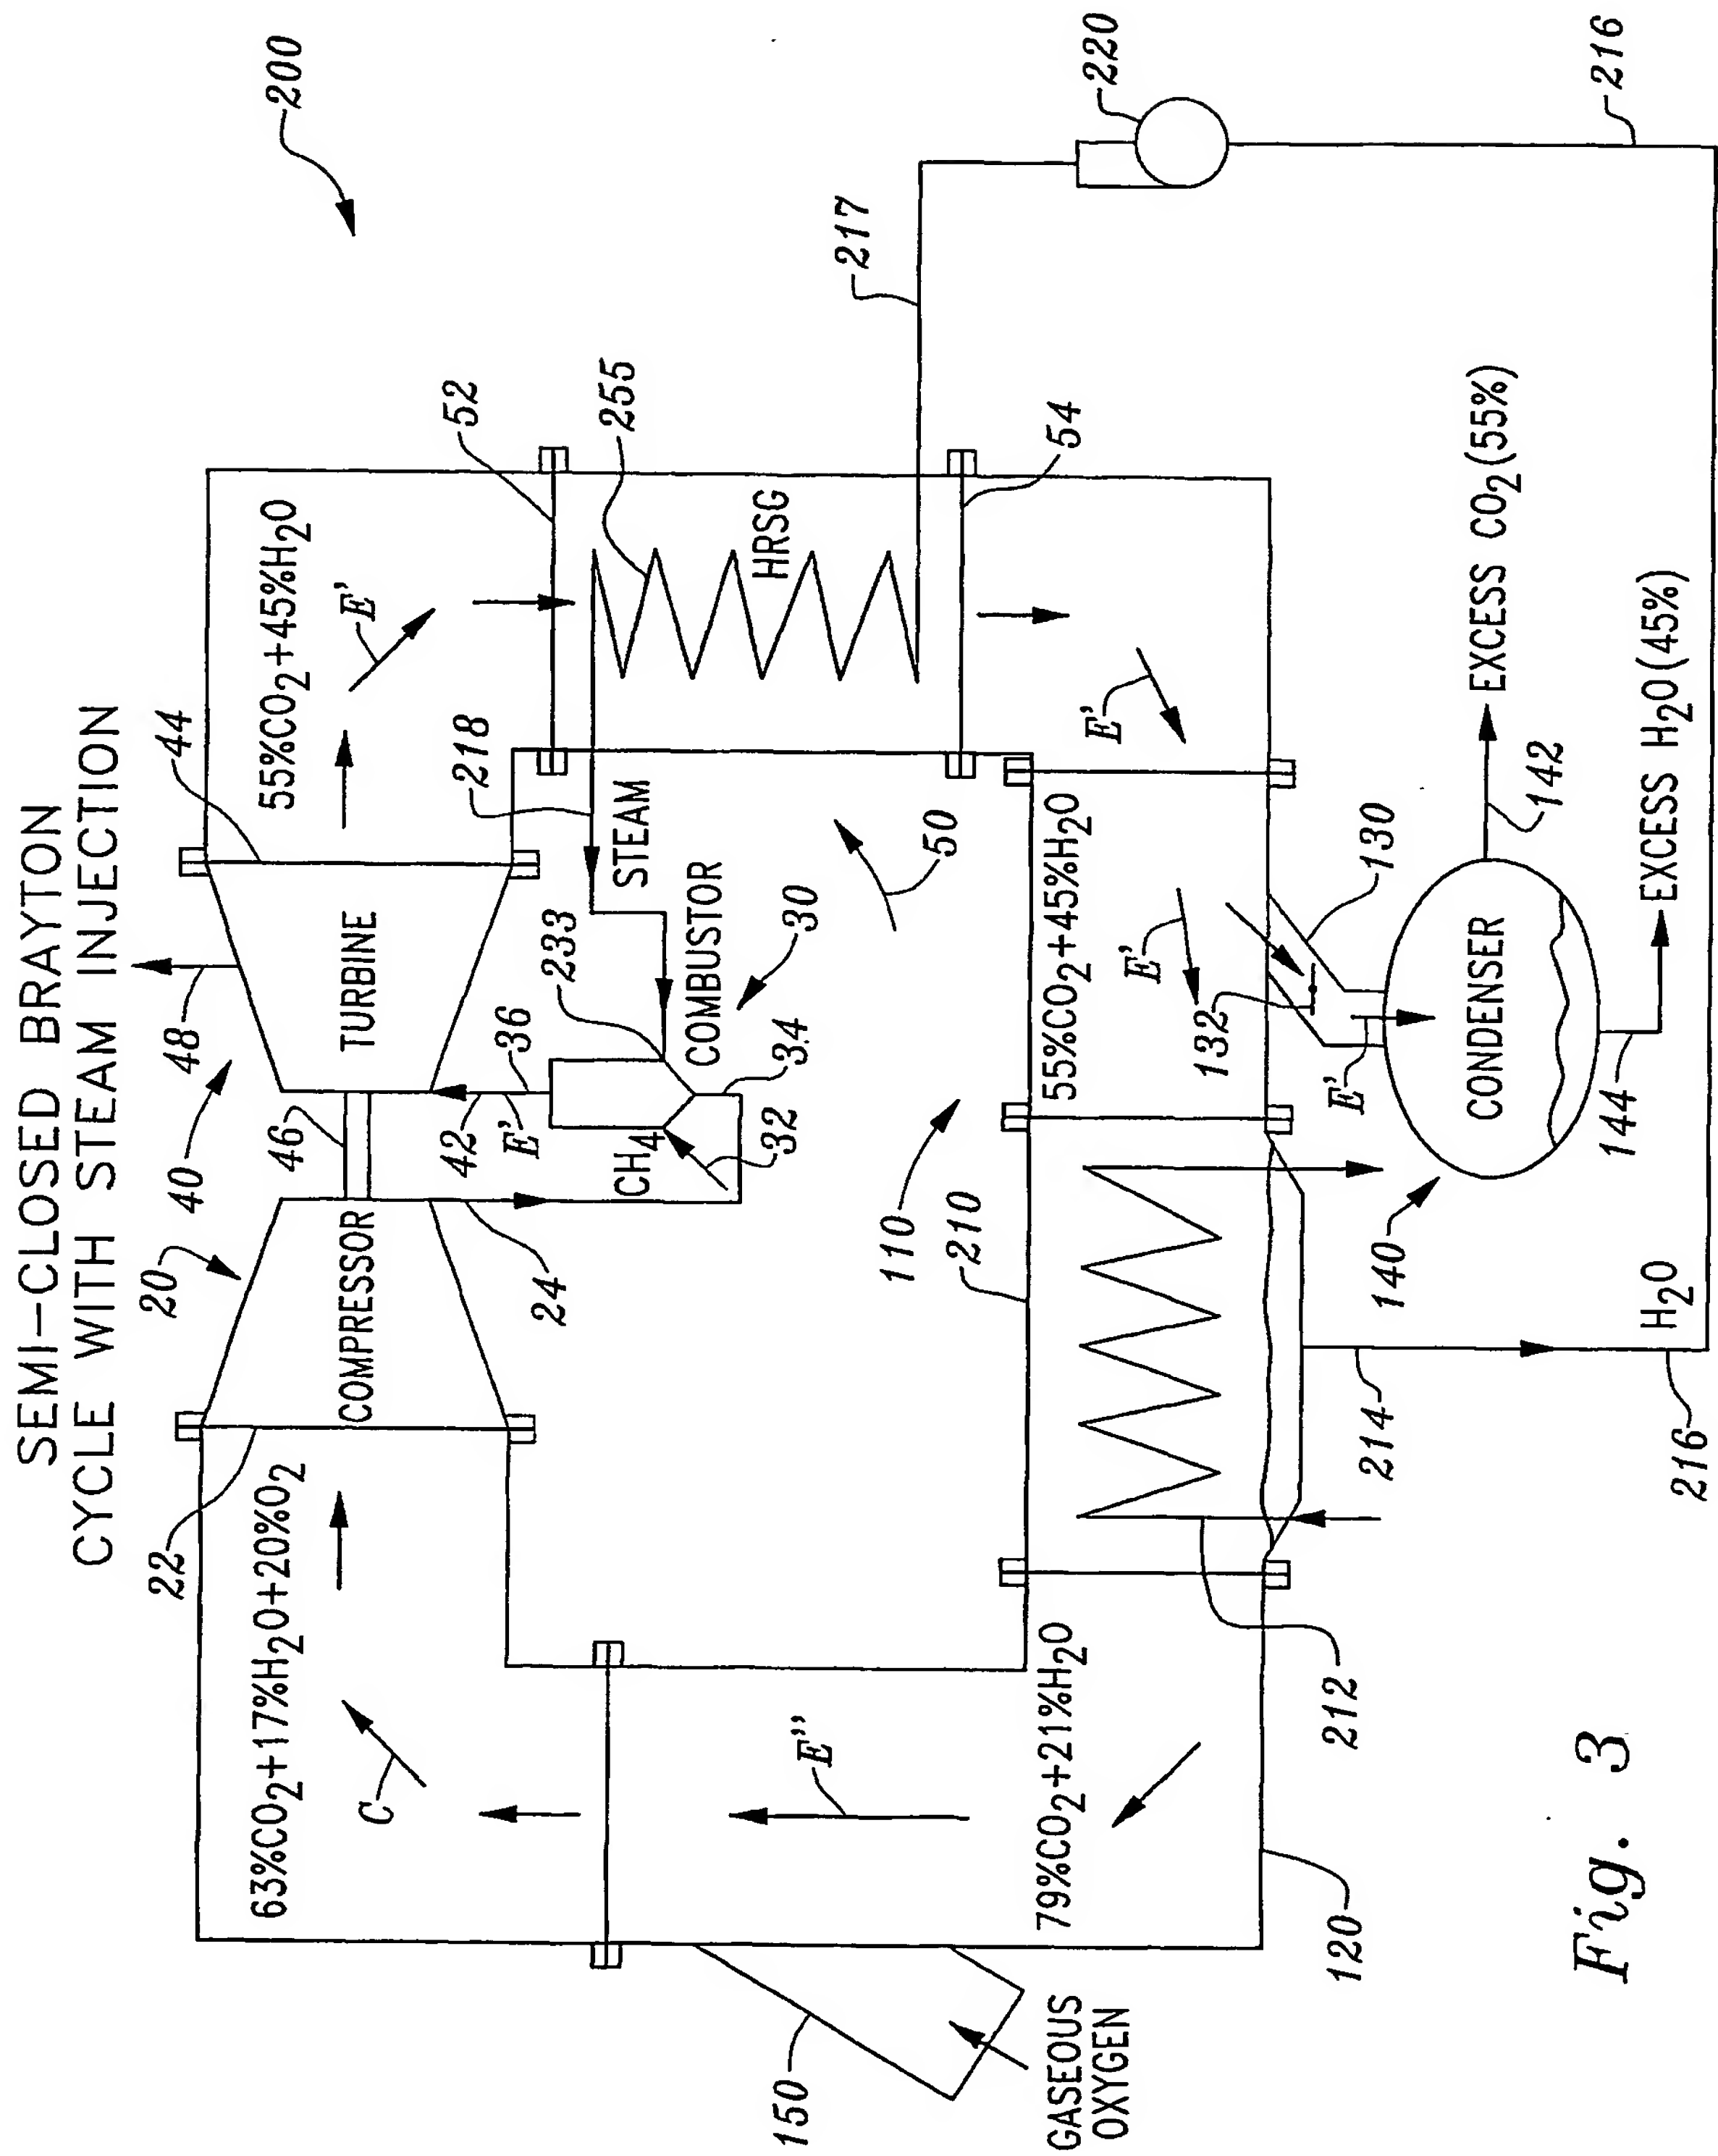 SEMI-CLOSED BRAYTON
CYCLE WITH STEAM INJECTION
200
20
40
48
44
22
46
COMPRESSOR
TURBINE
63%CO2+17%H2O+20%O2
55%CO2+45%H2O
E'
C
52
24
42
36
E'
218
STEAM
233
CH4
32
34
COMBUSTOR
30
255
HRSG
217
220
150
GASEOUS
OXYGEN
E''
110
50
54
210
79%CO2+21%H2O
55%CO2+45%H2O
E'
E'
132
E'
130
120
212
214
140
CONDENSER
142
EXCESS CO2(55%)
144
EXCESS H2O(45%)
216
H2O
216
Fig. 3